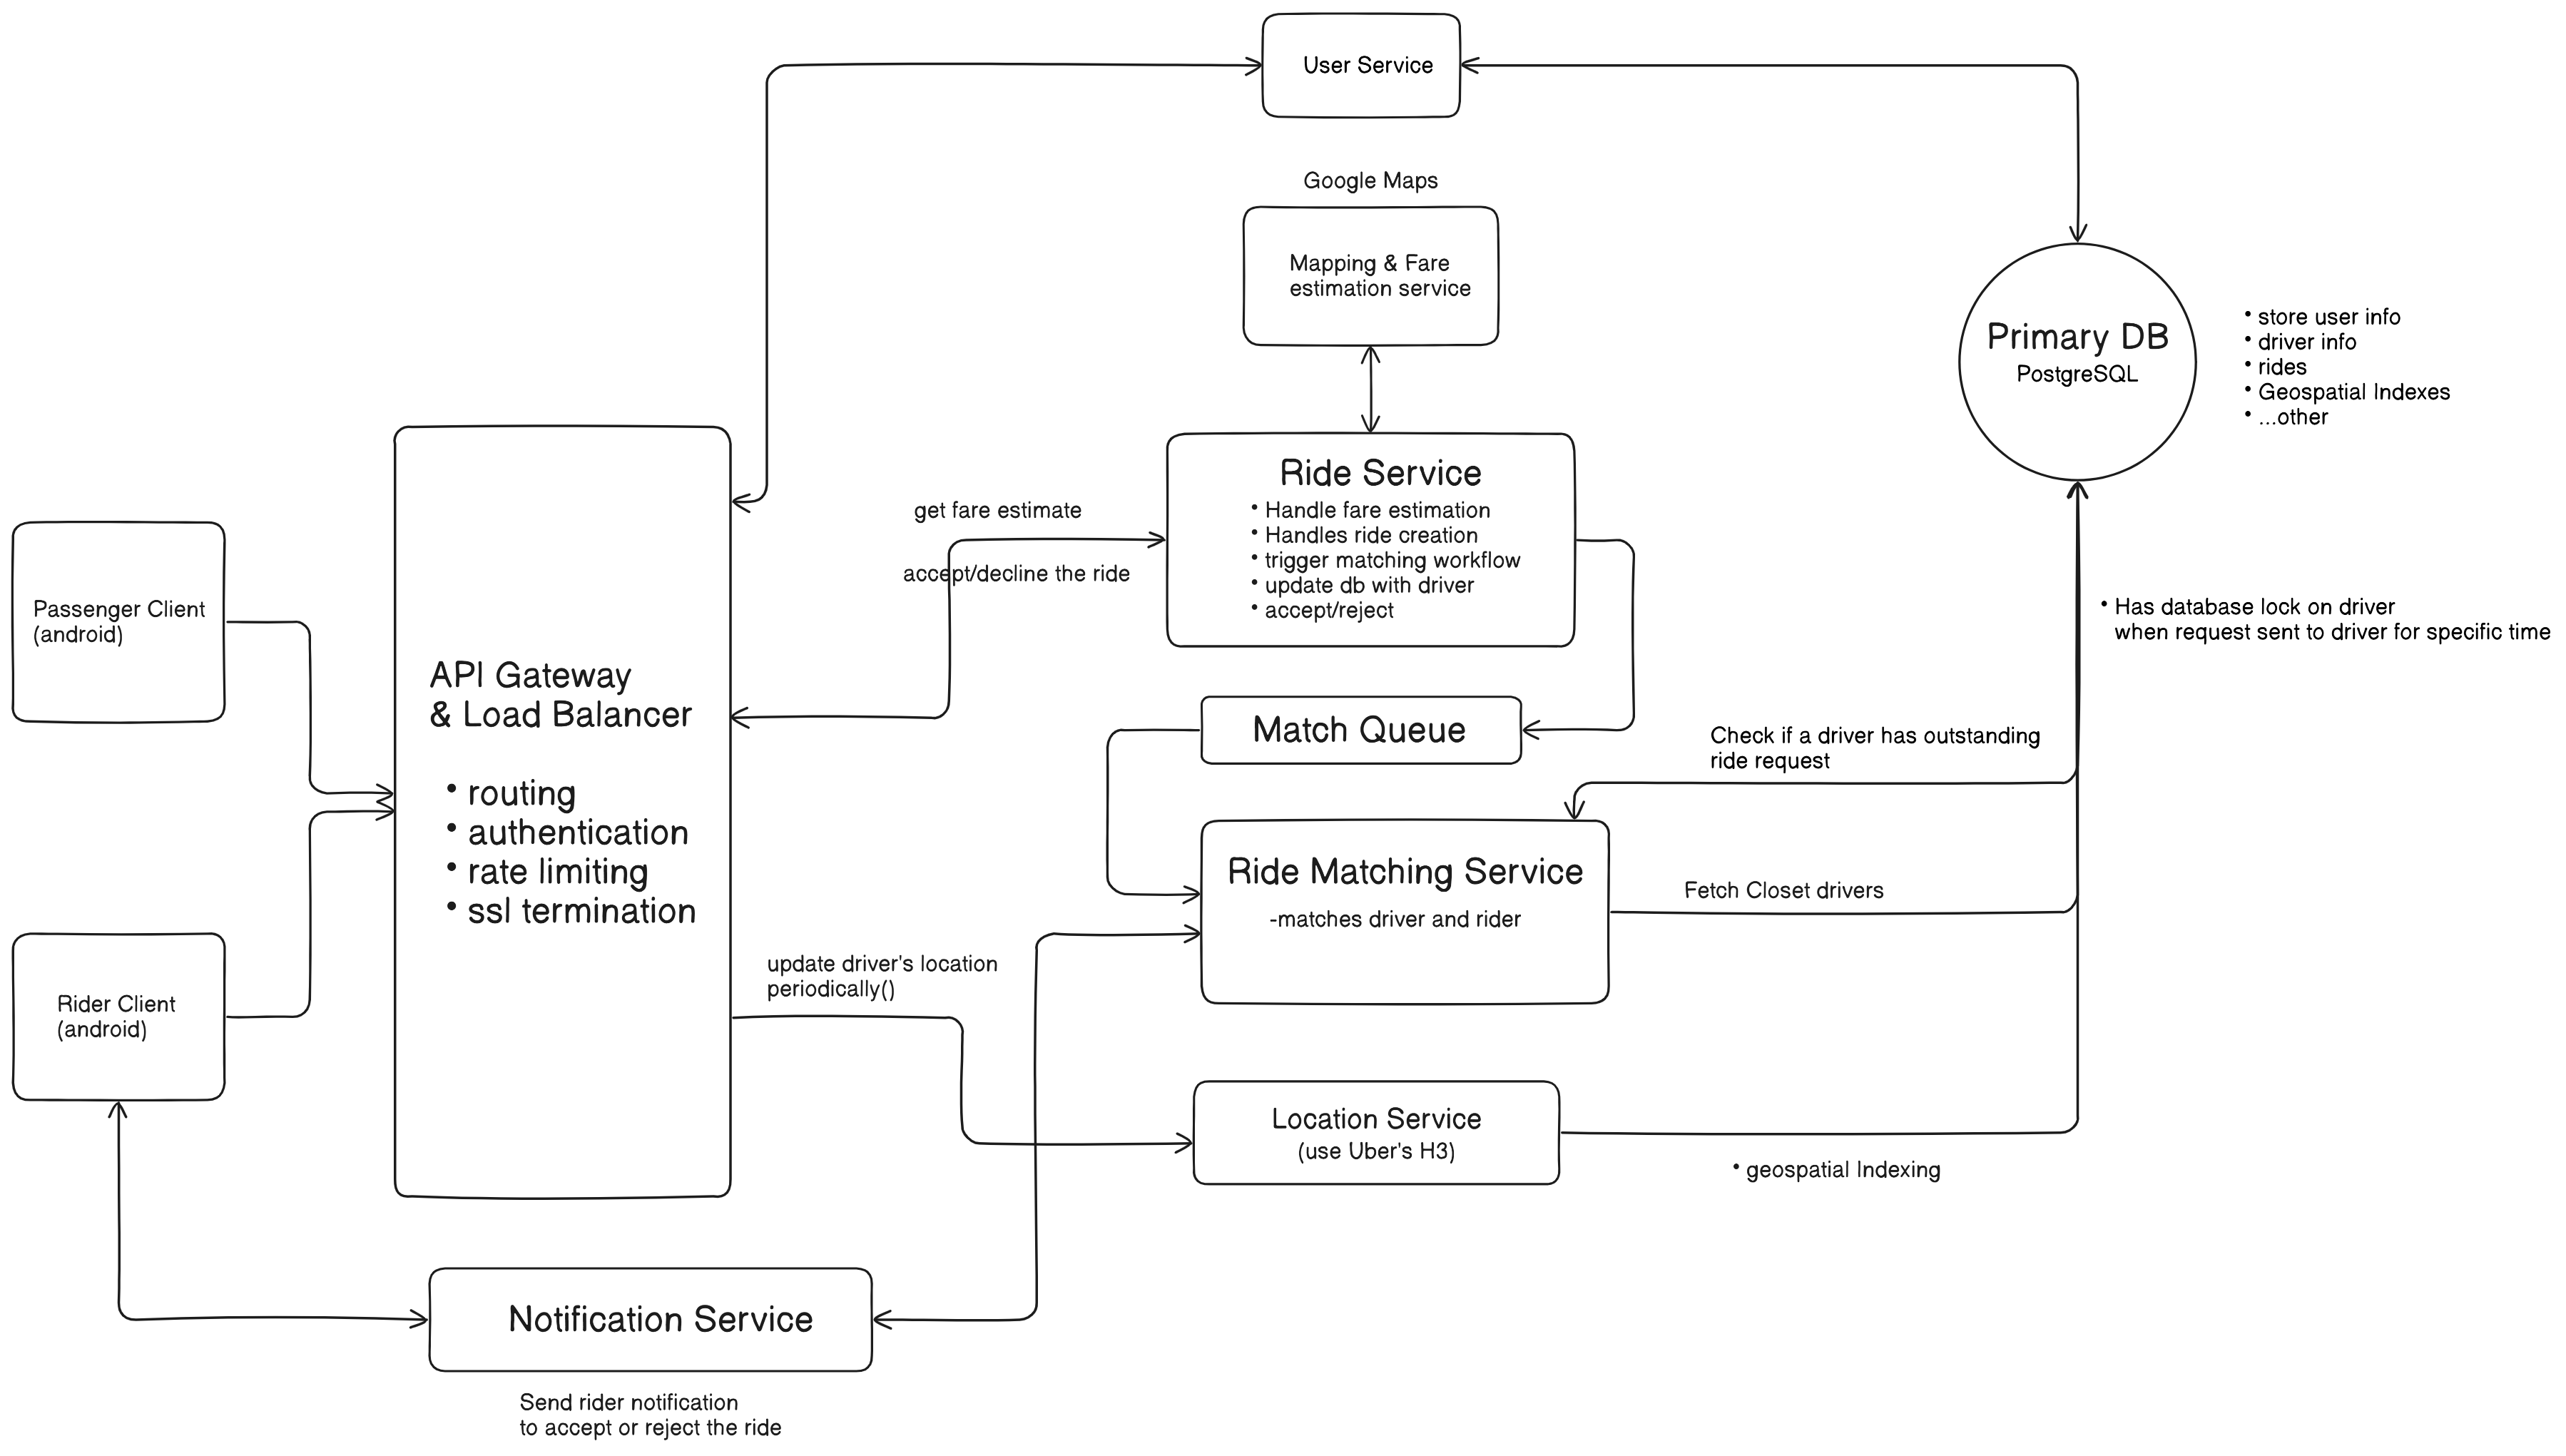 User Service
Google Maps
Mapping & Fare
estimation service
Primary DB
PostgreSQL
• store user info
• driver info
• rides
• Geospatial Indexes
• ...other
Ride Service
• Handle fare estimation
• Handles ride creation
• trigger matching workflow
• update db with driver
• accept/reject
get fare estimate
accept/decline the ride
Passenger Client
(android)
API Gateway
& Load Balancer
• routing
• authentication
• rate limiting
• ssl termination
• Has database lock on driver
when request sent to driver for specific time
Match Queue
Check if a driver has outstanding
ride request
Ride Matching Service
-matches driver and rider
Fetch Closet drivers
Rider Client
(android)
update driver's location
periodically()
Location Service
(use Uber's H3)
• geospatial Indexing
Notification Service
Send rider notification
to accept or reject the ride